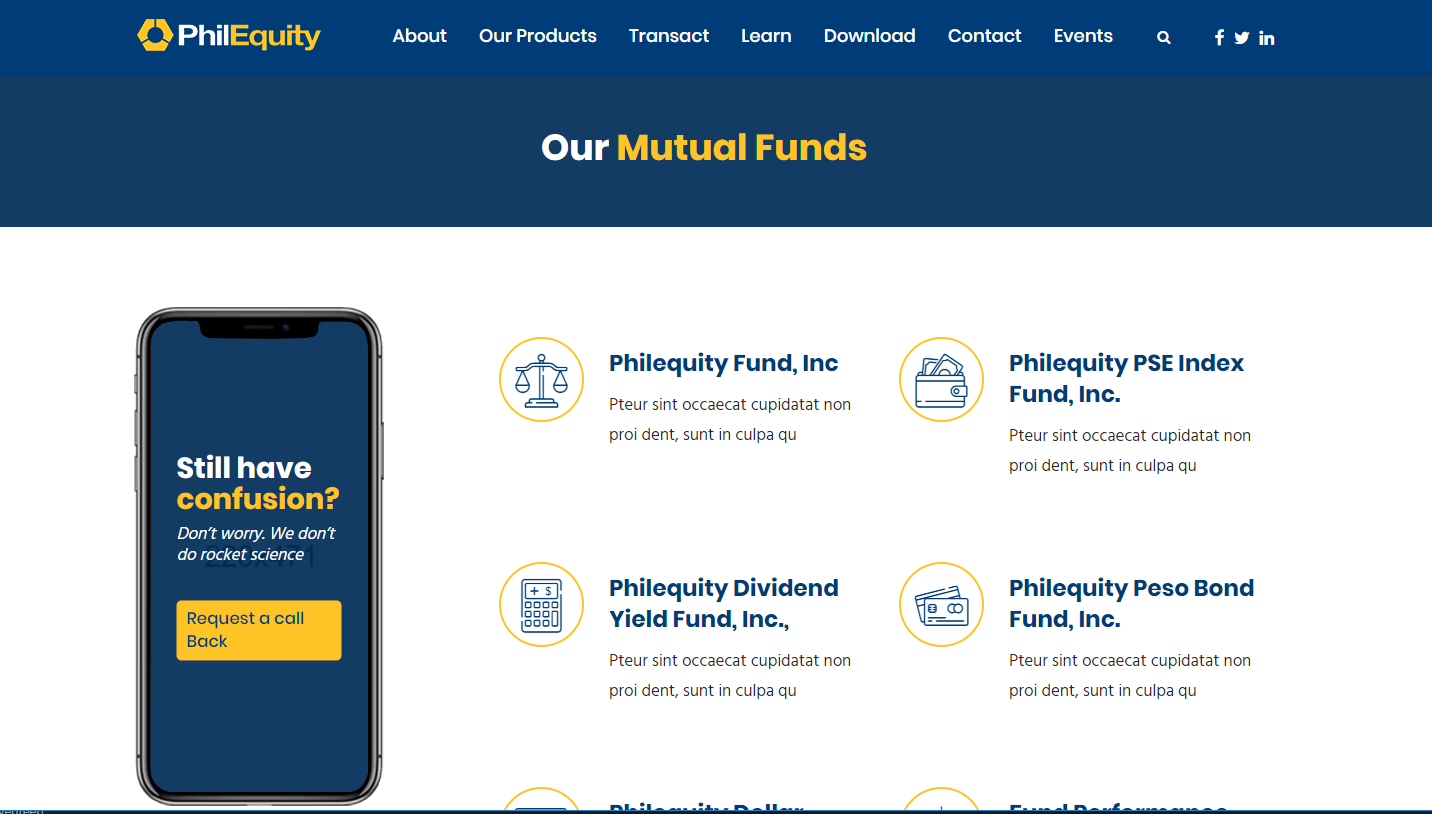 PhilEquity
About Our Products Transact Learn Download Contact Events
Our Mutual Funds
Still have
confusion?
Don't worry. We don't
do rocket science
Request a call
Back
Philequity Fund, Inc
Pteur sint occaecat cupidatat non
proi dent, sunt in culpa qu
Philequity PSE Index
Fund, Inc.
Pteur sint occaecat cupidatat non
proi dent, sunt in culpa qu
Philequity Dividend
Yield Fund, Inc.,
Pteur sint occaecat cupidatat non
proi dent, sunt in culpa qu
Philequity Peso Bond
Fund, Inc.
Pteur sint occaecat cupidatat non
proi dent, sunt in culpa qu
Philequity Dollar
Fund Performance